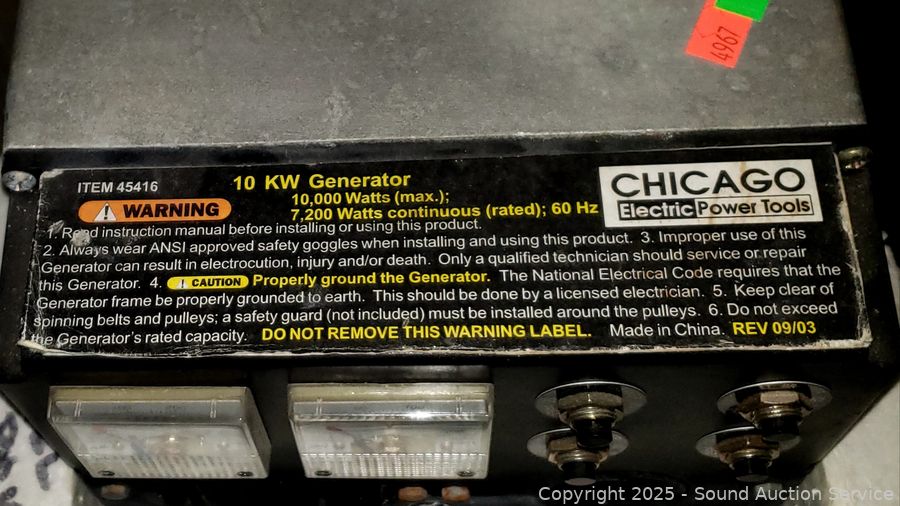 4967
ITEM 45416
10 KW Generator
10,000 Watts (max.);
7,200 Watts continuous (rated); 60 Hz
CHICAGO
Electric Power Tools
WARNING
1. Read instruction manual before installing or using this product.
2. Always wear ANSI approved safety goggles when installing and using this product. 3. Improper use of this
Generator can result in electrocution, injury and/or death. Only a qualified technician should service or repair
this Generator. 4. CAUTION Properly ground the Generator. The National Electrical Code requires that the
Generator frame be properly grounded to earth. This should be done by a licensed electrician. 5. Keep clear of
spinning belts and pulleys; a safety guard (not included) must be installed around the pulleys. 6. Do not exceed
the Generator's rated capacity. DO NOT REMOVE THIS WARNING LABEL. Made in China. REV 09/03
Copyright 2025 - Sound Auction Service